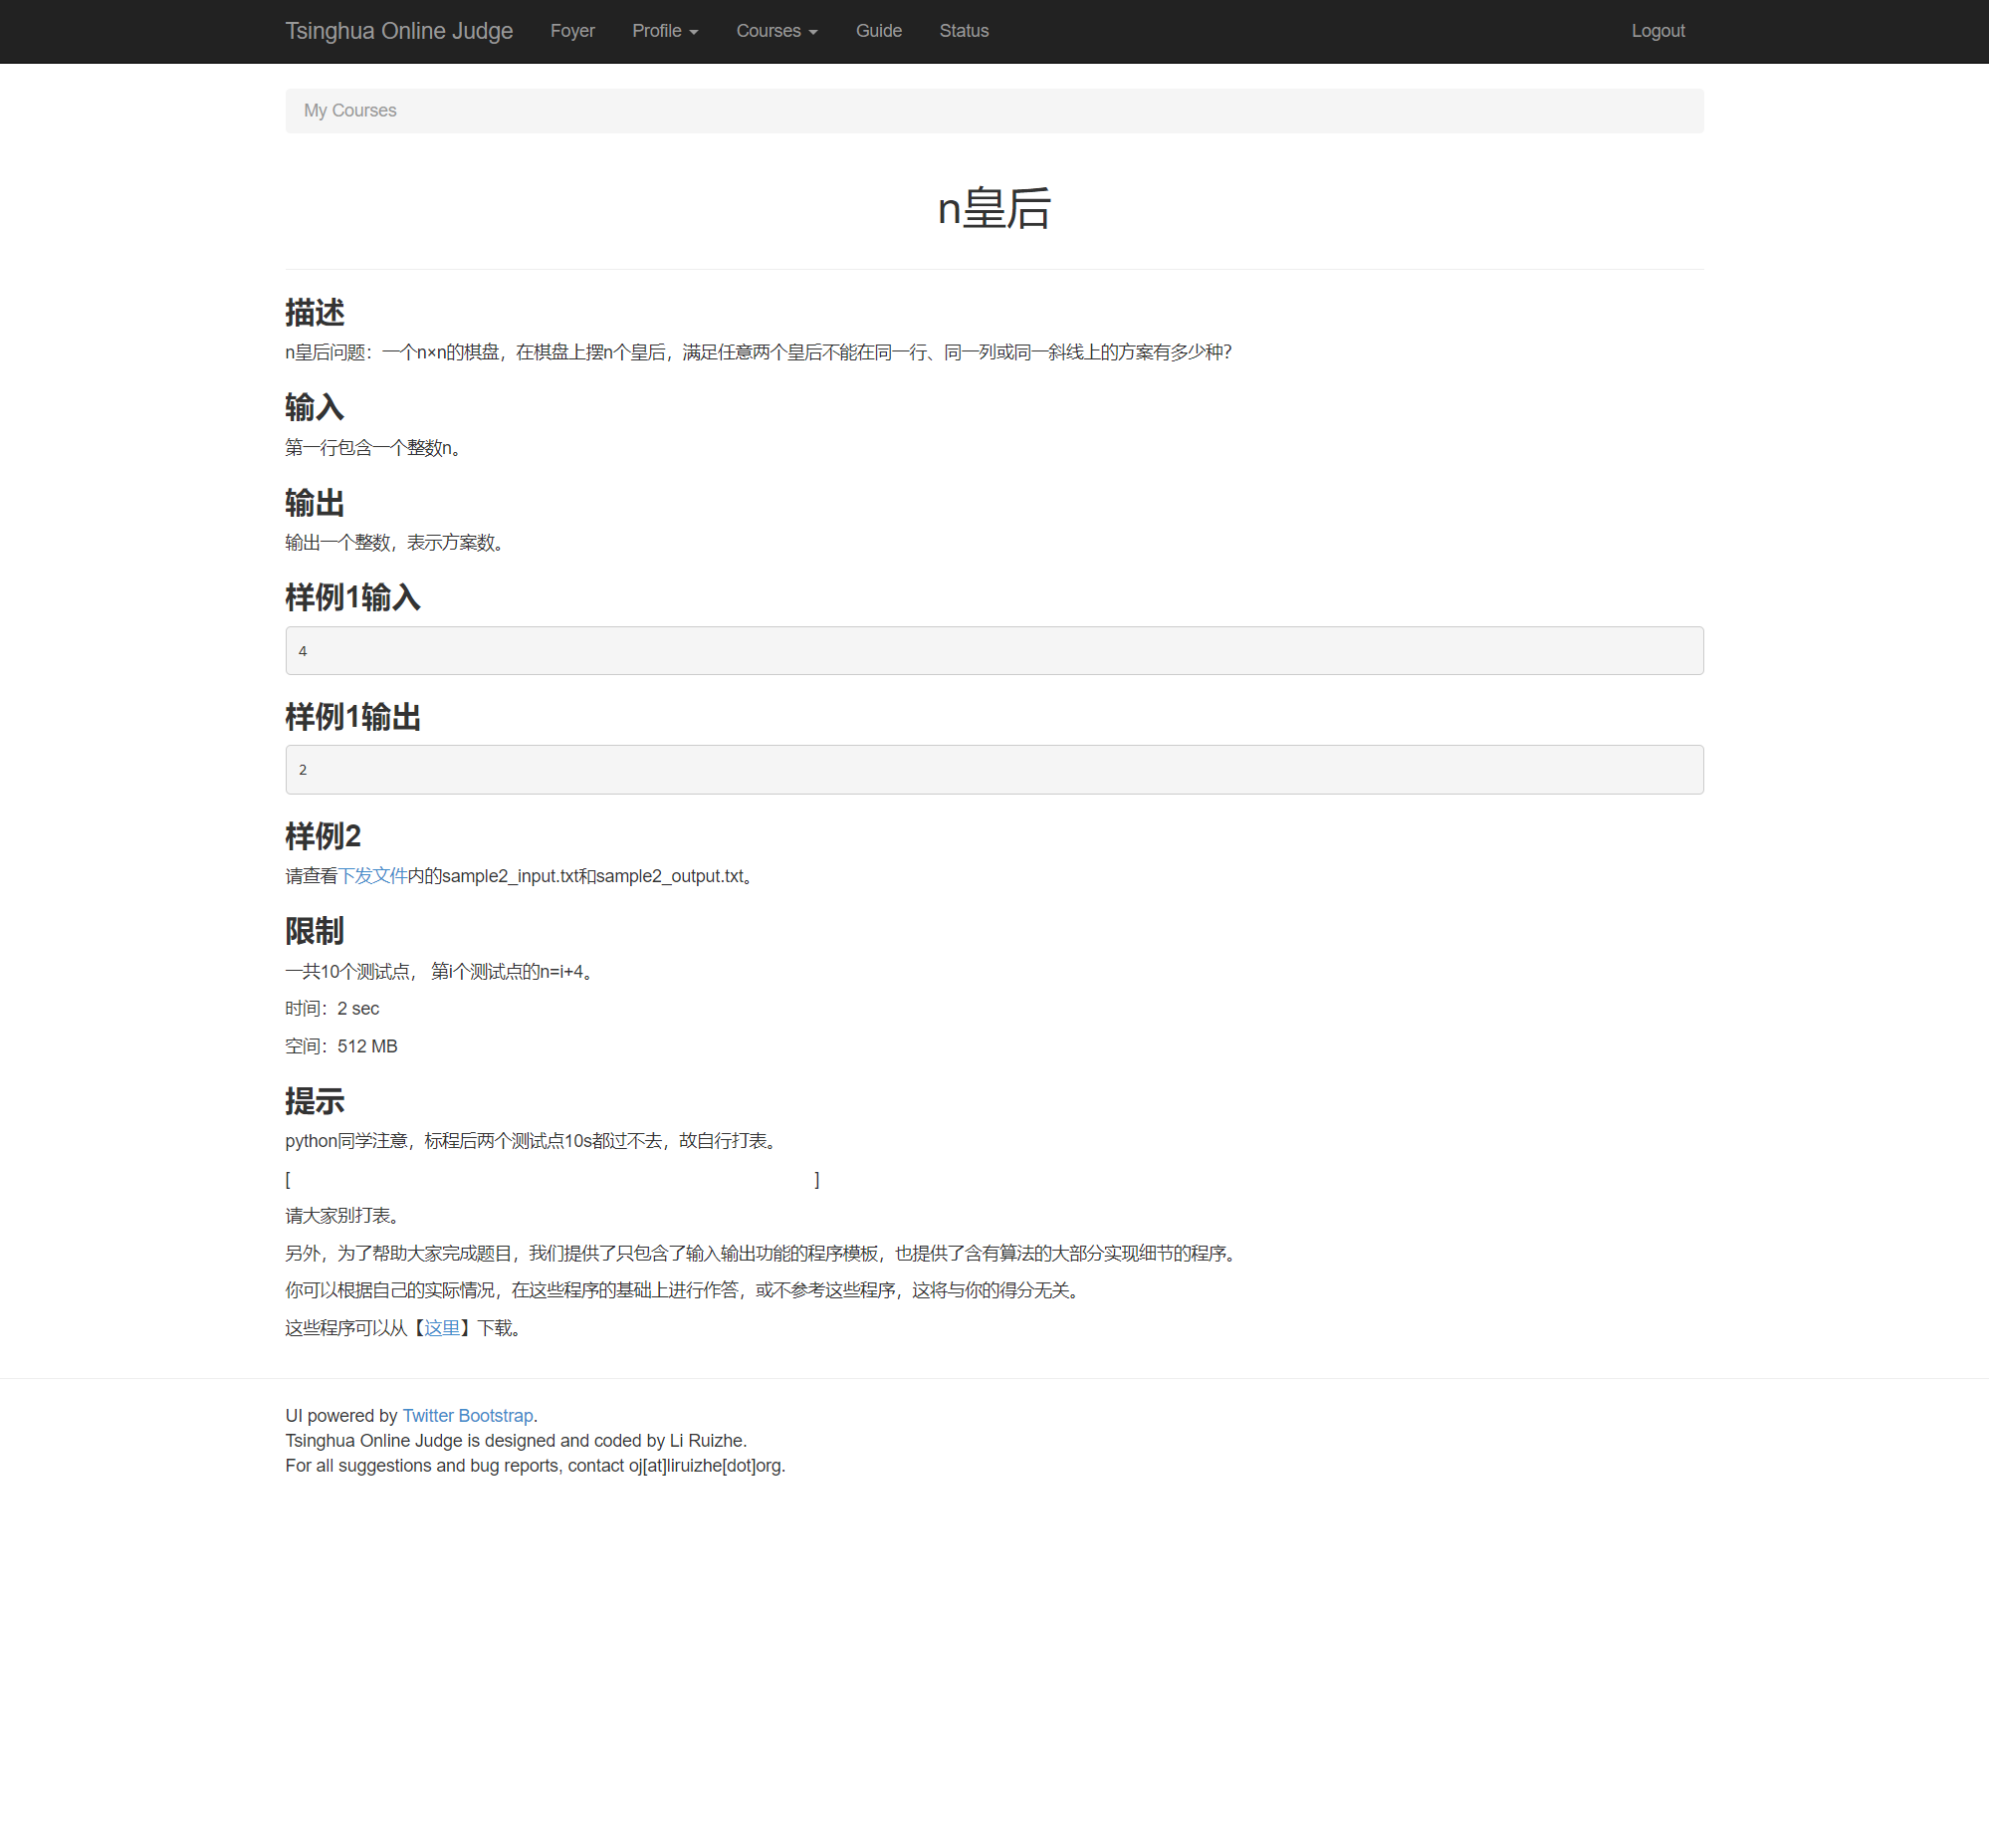 Tsinghua Online Judge Foyer Profile Courses Guide Status Logout
My Courses
n皇后
描述
n皇后问题：一个n×n的棋盘，在棋盘上摆n个皇后，满足任意两个皇后不能在同一行、同一列或同一斜线上的方案有多少种？
输入
第一行包含一个整数n。
输出
输出一个整数，表示方案数。
样例1输入
4
样例1输出
2
样例2
请查看下发文件内的sample2_input.txt和sample2_output.txt。
限制
一共10个测试点， 第i个测试点的n=i+4。
时间：2 sec
空间：512 MB
提示
python同学注意，标程后两个测试点10s都过不去，故自行打表。
[ ]
请大家别打表。
另外，为了帮助大家完成题目，我们提供了只包含了输入输出功能的程序模板，也提供了含有算法的大部分实现细节的程序。
你可以根据自己的实际情况，在这些程序的基础上进行作答，或不参考这些程序，这将与你的得分无关。
这些程序可以从【这里】下载。
UI powered by Twitter Bootstrap.
Tsinghua Online Judge is designed and coded by Li Ruizhe.
For all suggestions and bug reports, contact oj[at]liruizhe[dot]org.